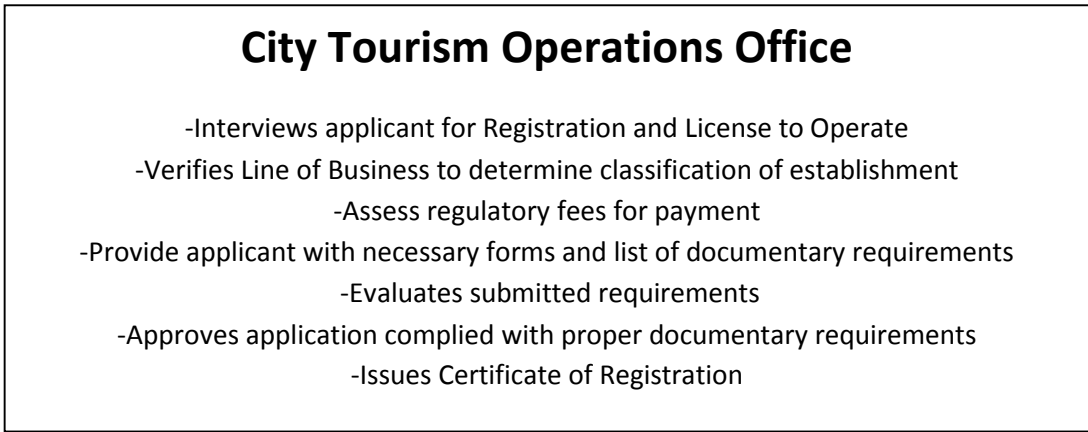 City Tourism Operations Office
-Interviews applicant for Registration and License to Operate
-Verifies Line of Business to determine classification of establishment
-Assess regulatory fees for payment
-Provide applicant with necessary forms and list of documentary requirements
-Evaluates submitted requirements
-Approves application complied with proper documentary requirements
-Issues Certificate of Registration